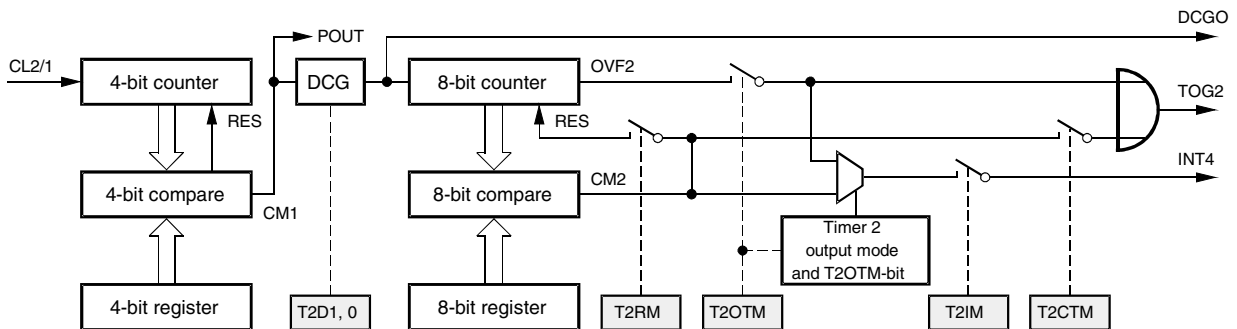 DCGO
POUT
CL2/1
4-bit counter
DCG
8-bit counter
OVF2
TOG2
RES
RES
INT4
4-bit compare
CM1
8-bit compare
CM2
Timer 2
output mode
and T2OTM-bit
4-bit register
T2D1, 0
8-bit register
T2RM
T2OTM
T2IM
T2CTM